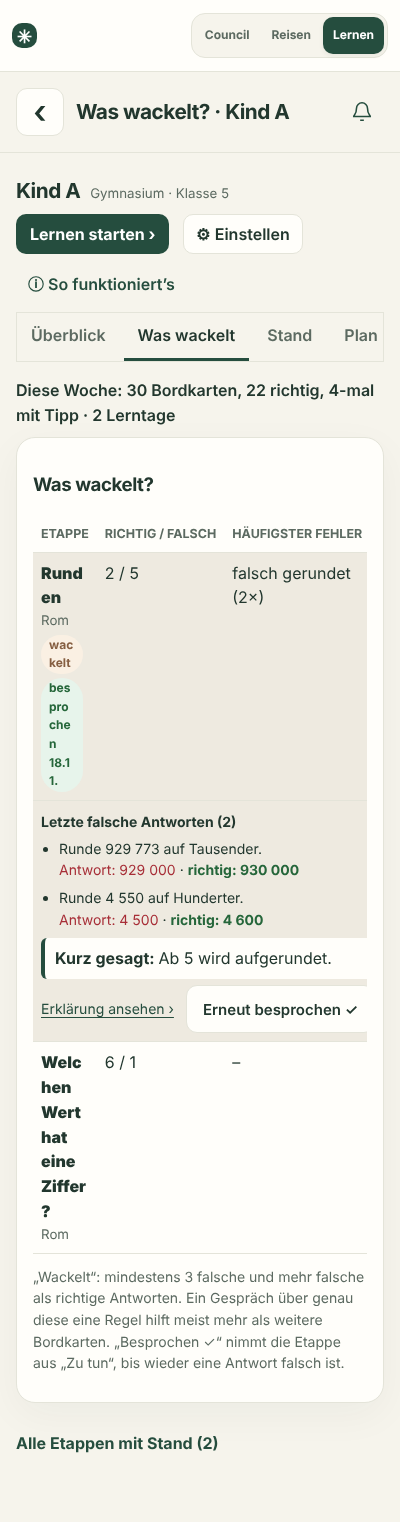 Council Reisen Lernen
‹ Was wackelt? · Kind A
Kind A Gymnasium · Klasse 5
Lernen starten › ⚙ Einstellen
ⓘ So funktioniert’s
Überblick Was wackelt Stand Plan
Diese Woche: 30 Bordkarten, 22 richtig, 4-mal
mit Tipp · 2 Lerntage
Was wackelt?
ETAPPE RICHTIG / FALSCH HÄUFIGSTER FEHLER
Rund 2 / 5 falsch gerundet
en (2×)
Rom
wac
kelt
bes
pro
che
n
18.1
1.
Letzte falsche Antworten (2)
• Runde 929 773 auf Tausender.
Antwort: 929 000 · richtig: 930 000
• Runde 4 550 auf Hunderter.
Antwort: 4 500 · richtig: 4 600
Kurz gesagt: Ab 5 wird aufgerundet.
Erklärung ansehen › Erneut besprochen ✓
Welc 6 / 1 –
hen
Wert
hat
eine
Ziffer
?
Rom
„Wackelt“: mindestens 3 falsche und mehr falsche
als richtige Antworten. Ein Gespräch über genau
diese eine Regel hilft meist mehr als weitere
Bordkarten. „Besprochen ✓“ nimmt die Etappe
aus „Zu tun“, bis wieder eine Antwort falsch ist.
Alle Etappen mit Stand (2)